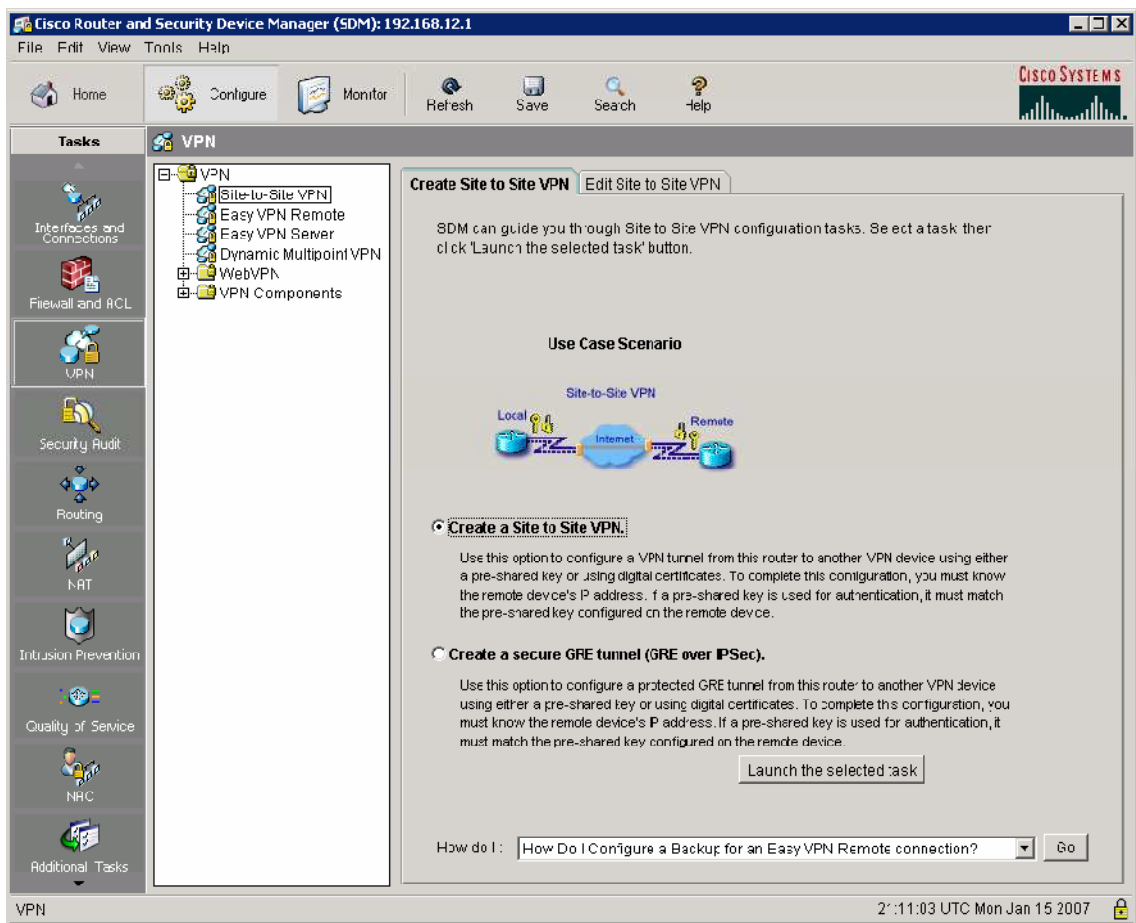 Cisco Router and Security Device Manager (SDM): 192.168.12.1
File Edit View Tools Help
Home
Configure
Monitor
Refresh
Save
Search
Help
CISCO SYSTEMS
Tasks
VPN
Interfaces and
Connections
Firewall and ACL
VPN
Security Audit
Routing
NAT
Intrusion Prevention
Quality of Service
NAC
Additional Tasks
VPN
Site-to-Site VPN
Easy VPN Remote
Easy VPN Server
Dynamic Multipoint VPN
WebVPN
VPN Components
Create Site to Site VPN
Edit Site to Site VPN
SDM can guide you through Site to Site VPN configuration tasks. Select a task then
click 'Launch the selected task' button.
Use Case Scenario
Site-to-Site VPN
Local
Internet
Remote
Create a Site to Site VPN.
Use this option to configure a VPN tunnel from this router to another VPN device using either
a pre-shared key or using digital certificates. To complete this configuration, you must know
the remote device's IP address. If a pre-shared key is used for authentication, it must match
the pre-shared key configured on the remote device.
Create a secure GRE tunnel (GRE over IPSec).
Use this option to configure a protected GRE tunnel from this router to another VPN device
using either a pre-shared key or using digital certificates. To complete this configuration, you
must know the remote device's IP address. If a pre-shared key is used for authentication, it
must match the pre-shared key configured on the remote device.
Launch the selected task
How do I:
How Do I Configure a Backup for an Easy VPN Remote connection?
Go
VPN
21:11:03 UTC Mon Jan 15 2007